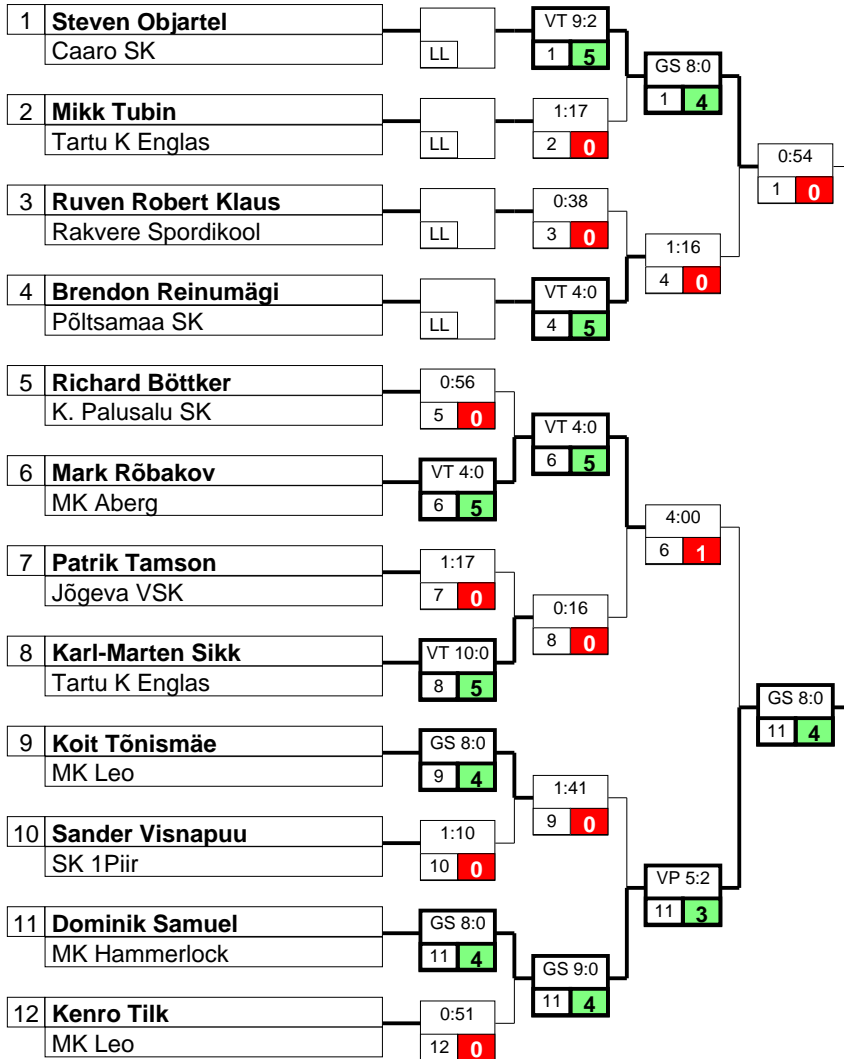 1 Steven Objartel
Caaro SK
LL
VT 9:2
1 5
GS 8:0
1 4
2 Mikk Tubin
Tartu K Englas
LL
1:17
2 0
0:54
1 0
3 Ruven Robert Klaus
Rakvere Spordikool
LL
0:38
3 0
1:16
4 0
4 Brendon Reinumägi
Põltsamaa SK
LL
VT 4:0
4 5
5 Richard Böttker
K. Palusalu SK
0:56
5 0
VT 4:0
6 5
6 Mark Rõbakov
MK Aberg
VT 4:0
6 5
4:00
6 1
7 Patrik Tamson
Jõgeva VSK
1:17
7 0
0:16
8 0
8 Karl-Marten Sikk
Tartu K Englas
VT 10:0
8 5
GS 8:0
11 4
9 Koit Tõnismäe
MK Leo
GS 8:0
9 4
1:41
9 0
10 Sander Visnapuu
SK 1Piir
1:10
10 0
VP 5:2
11 3
11 Dominik Samuel
MK Hammerlock
GS 8:0
11 4
GS 9:0
11 4
12 Kenro Tilk
MK Leo
0:51
12 0